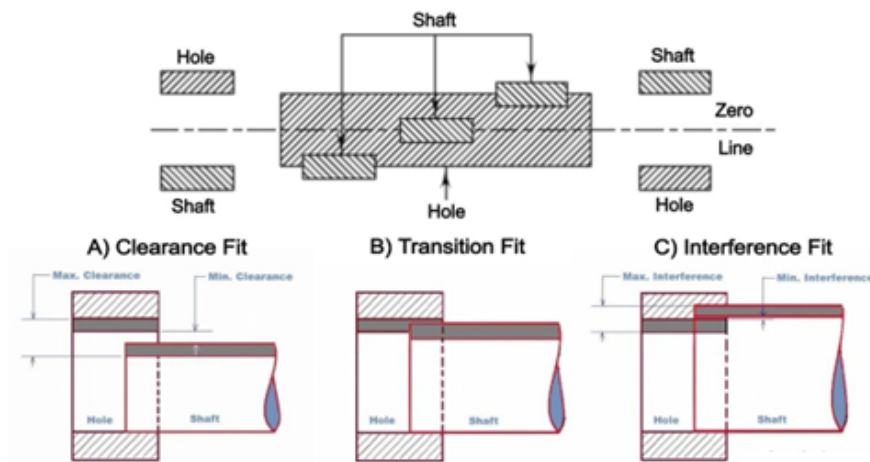 Shaft
Hole
Shaft
Zero
Line
Shaft
Hole
Hole
A) Clearance Fit
B) Transition Fit
C) Interference Fit
Max. Clearance
Min. Clearance
Max. Interference
Min. Interference
Hole
Shaft
Hole
Shaft
Hole
Shaft